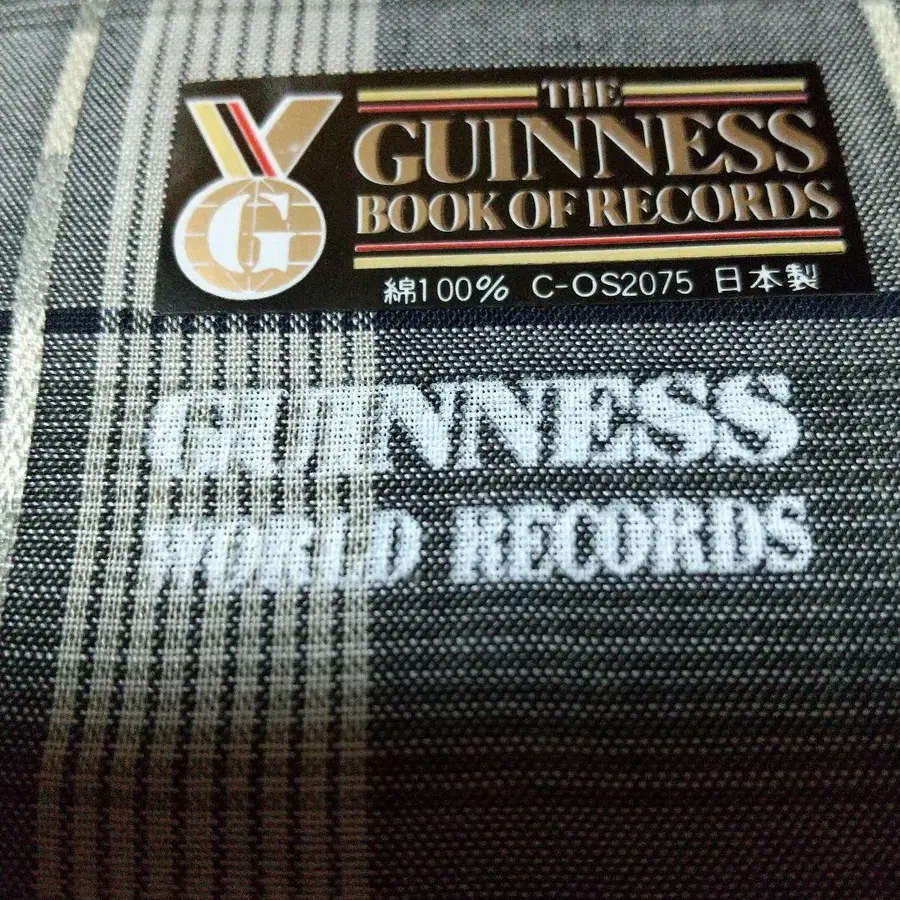 THE
GUINNESS
BOOK OF RECORDS
G
綿100% C-OS2075 日本製
GUINNESS
WORLD RECORDS